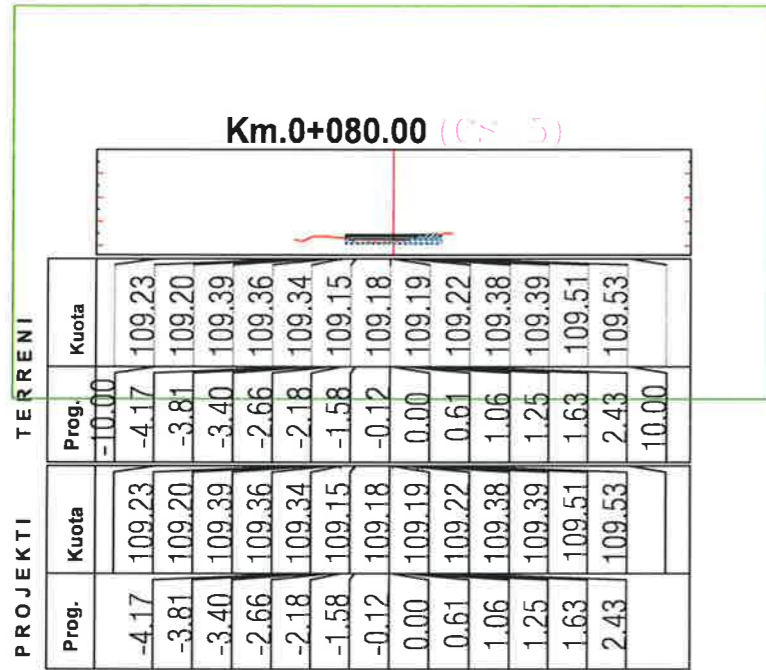 Km.0+080.00
TERRENI
Kuota
109.23 109.20 109.39 109.36 109.34 109.15 109.18 109.19 109.22 109.38 109.39 109.51 109.53
Prog.
-10.00 -4.17 -3.81 -3.40 -2.66 -2.18 -1.58 -0.12 0.00 0.61 1.06 1.25 1.63 2.43 10.00
PROJEKTI
Kuota
109.23 109.20 109.39 109.36 109.34 109.15 109.18 109.19 109.22 109.38 109.39 109.51 109.53
Prog.
-4.17 -3.81 -3.40 -2.66 -2.18 -1.58 -0.12 0.00 0.61 1.06 1.25 1.63 2.43